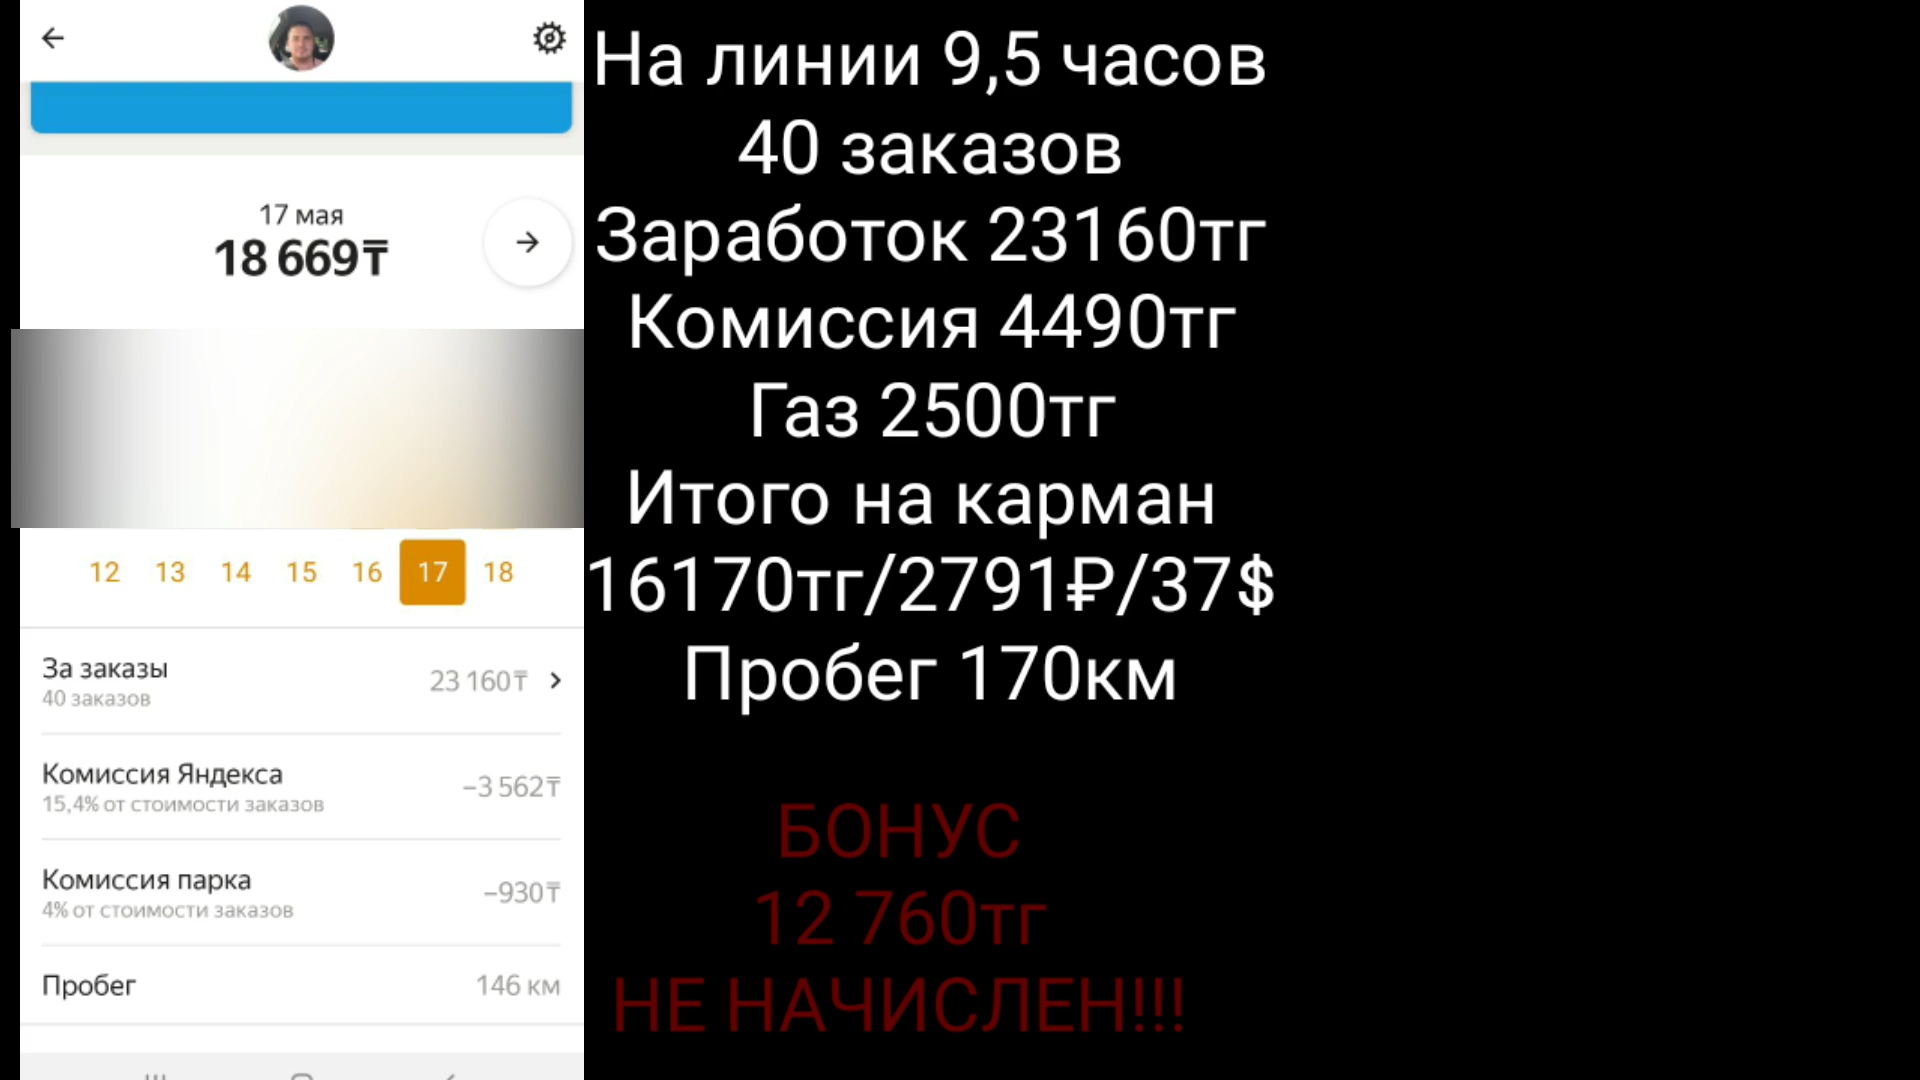 17 мая
18 669₸
12 13 14 15 16 17 18
За заказы
40 заказов
23 160₸
Комиссия Яндекса
15,4% от стоимости заказов
−3 562₸
Комиссия парка
4% от стоимости заказов
−930₸
Пробег
146 км
На линии 9,5 часов
40 заказов
Заработок 23160тг
Комиссия 4490тг
Газ 2500тг
Итого на карман
16170тг/2791₽/37$
Пробег 170км
БОНУС
12 760тг
НЕ НАЧИСЛЕН!!!